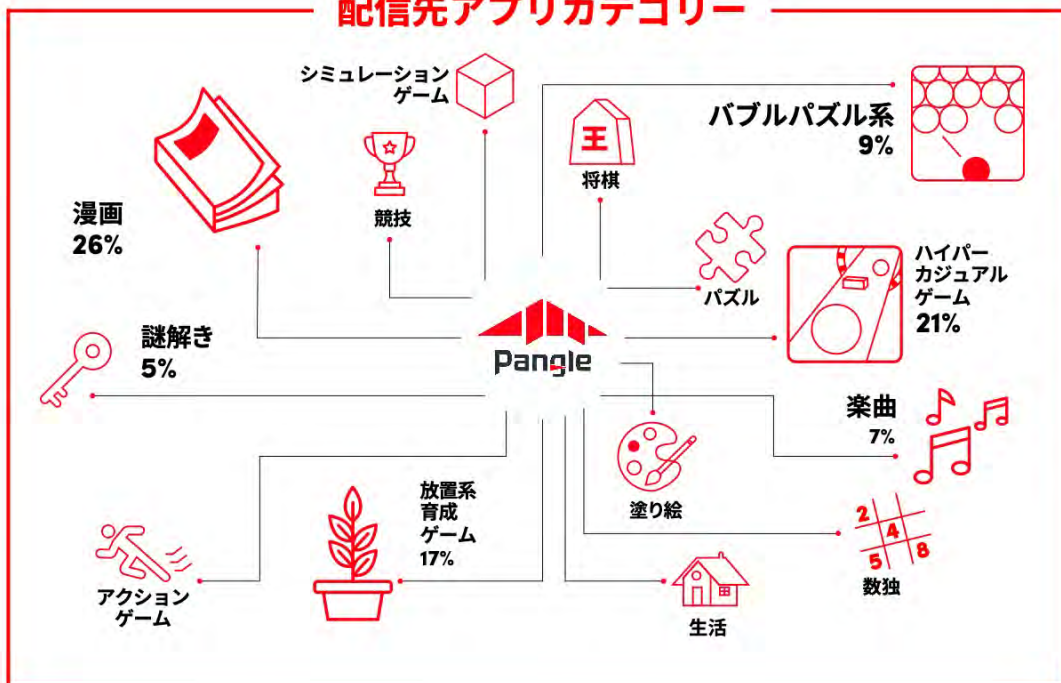 配信先アプリカテゴリー
シミュレーション
ゲーム
競技
漫画
26%
王
将棋
バブルパズル系
9%
パズル
ハイパー
カジュアル
ゲーム
21%
謎解き
5%
Pangle
楽曲
7%
塗り絵
2
4
5
8
数独
放置系
育成
ゲーム
17%
アクション
ゲーム
生活